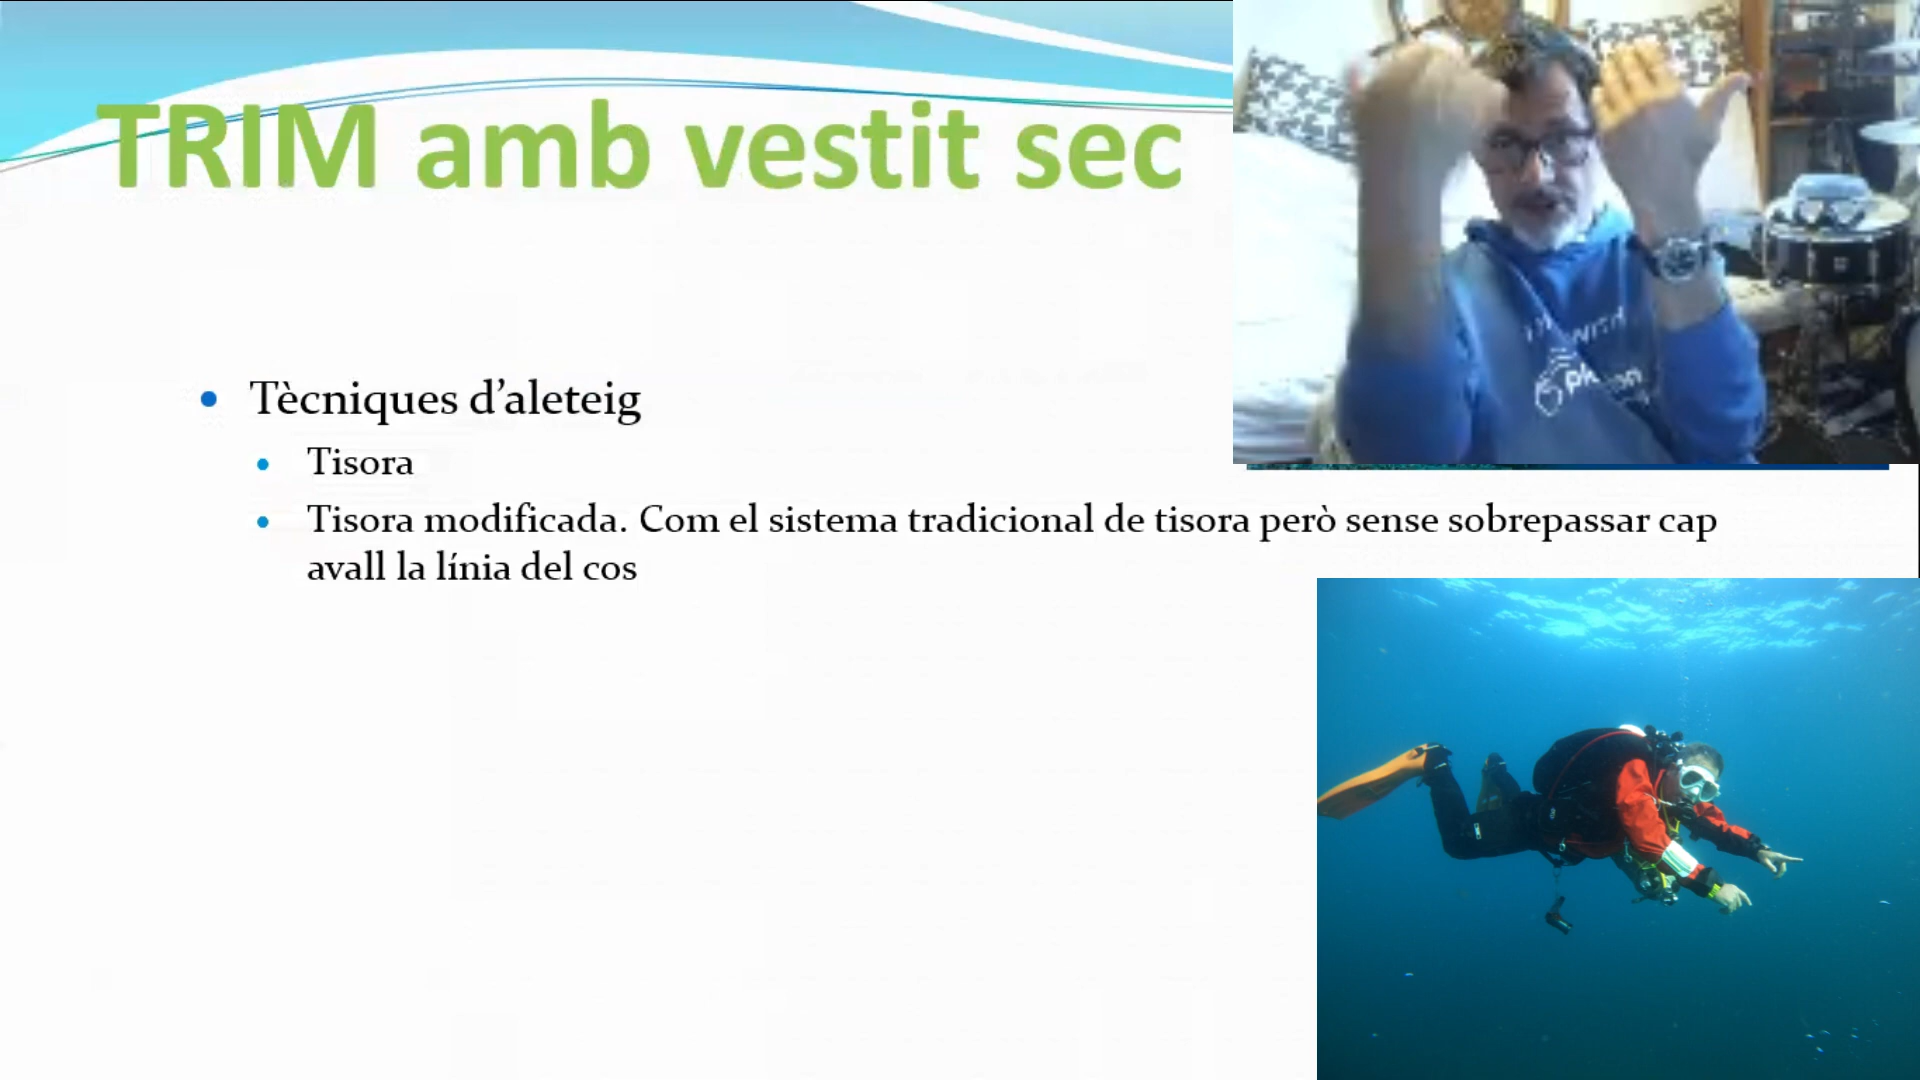 TRIM amb vestit sec
Tècniques d’aleteig
Tisora
Tisora modificada. Com el sistema tradicional de tisora però sense sobrepassar cap
avall la línia del cos